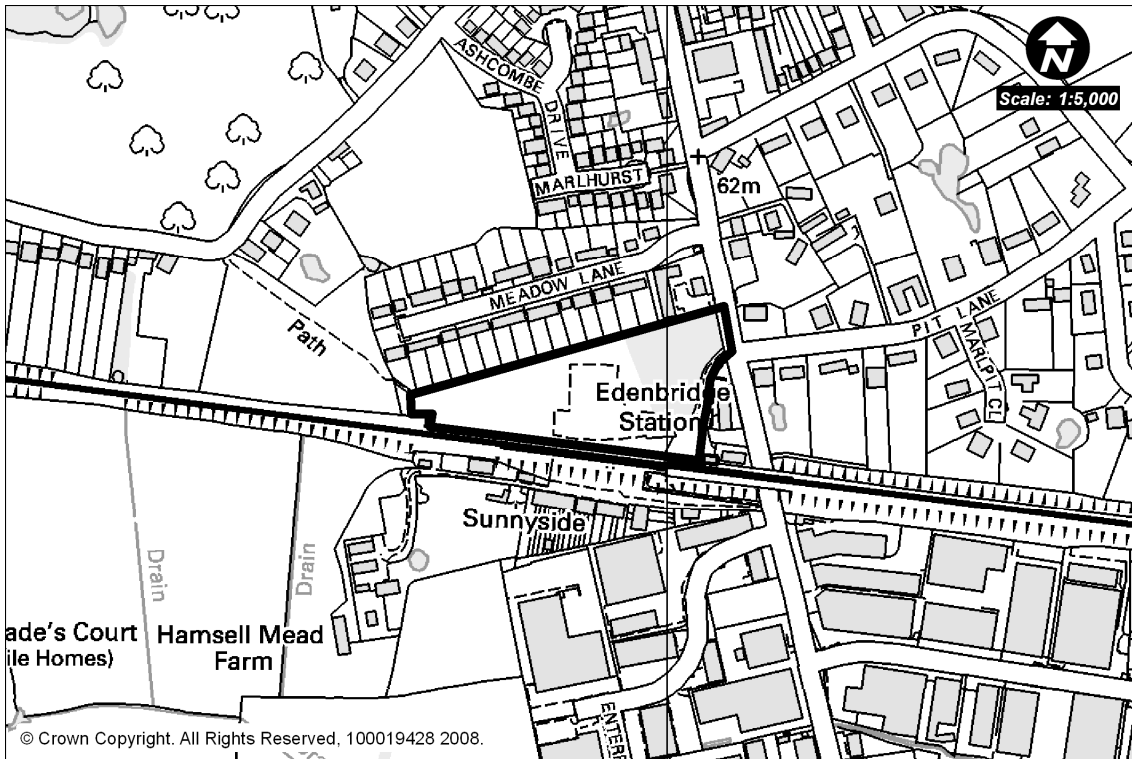 N
Scale: 1:5,000
ASHCOMBE
DRIVE
MARLHURST
62m
MEADOW LANE
PIT LANE
MARLPIT CL
Path
Edenbridge
Station
Sunnyside
Drain
Drain
ade's Court
ile Homes)
Hamsell Mead
Farm
ENTERP
© Crown Copyright. All Rights Reserved, 100019428 2008.